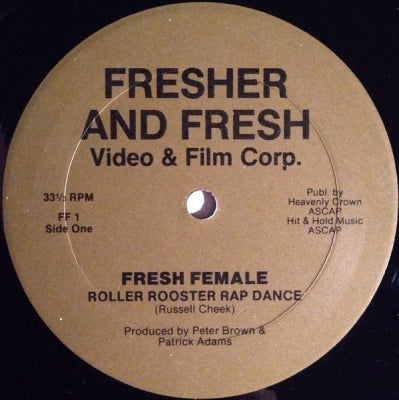 FRESHER
AND FRESH
Video & Film Corp.
33⅓ RPM
FF 1
Side One
Publ. by
Heavenly Crown
ASCAP
Hit & Hold Music
ASCAP
FRESH FEMALE
ROLLER ROOSTER RAP DANCE
(Russell Cheek)
Produced by Peter Brown &
Patrick Adams